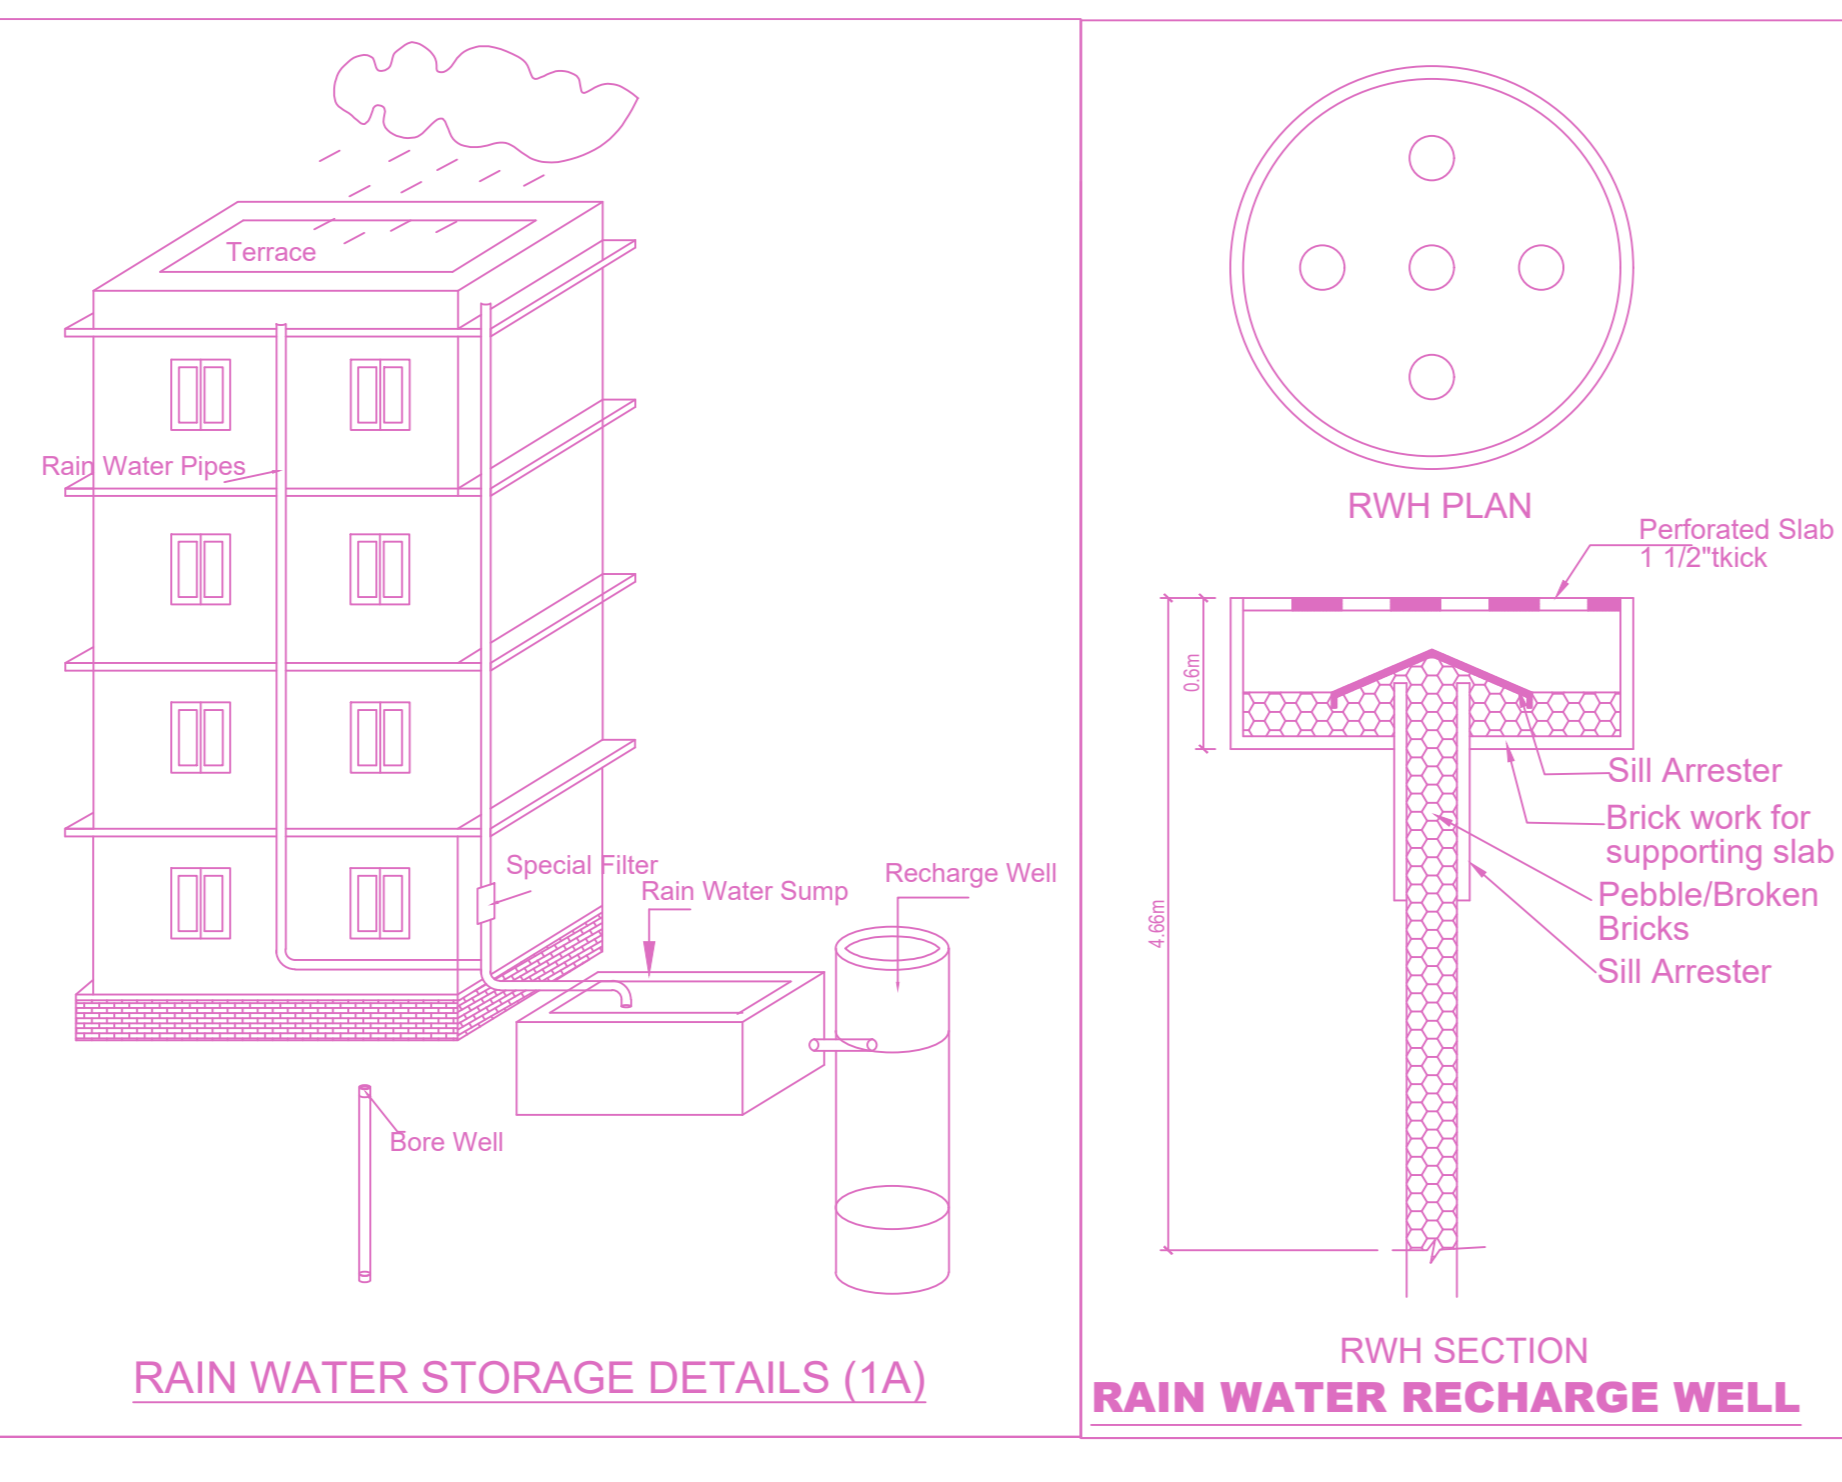 Terrace
Rain Water Pipes
Special Filter
Rain Water Sump
Recharge Well
Bore Well
RAIN WATER STORAGE DETAILS (1A)
RWH PLAN
Perforated Slab
1 1/2"tkick
0.6m
4.66m
Sill Arrester
Brick work for
supporting slab
Pebble/Broken
Bricks
Sill Arrester
RWH SECTION
RAIN WATER RECHARGE WELL